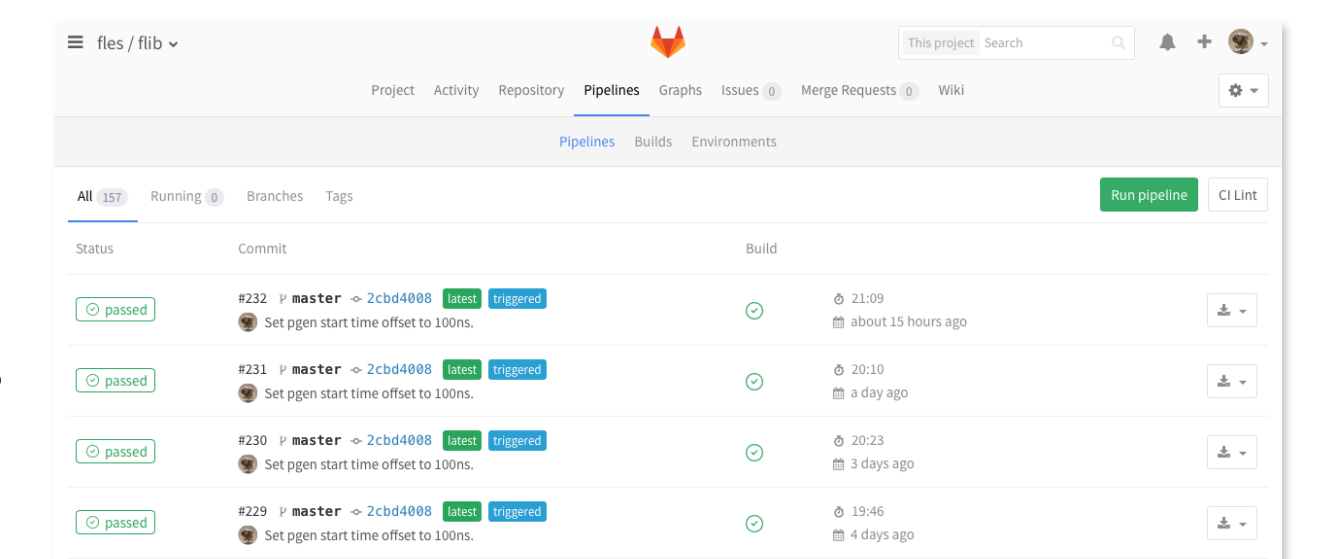 fles / flib
This project Search
Project Activity Repository Pipelines Graphs Issues 0 Merge Requests 0 Wiki
Pipelines Builds Environments
All 157 Running 0 Branches Tags Run pipeline CI Lint
Status Commit Build
passed #232 master 2cbd4008 latest triggered 21:09
Set pgen start time offset to 100ns. about 15 hours ago
passed #231 master 2cbd4008 latest triggered 20:10
Set pgen start time offset to 100ns. a day ago
passed #230 master 2cbd4008 latest triggered 20:23
Set pgen start time offset to 100ns. 3 days ago
passed #229 master 2cbd4008 latest triggered 19:46
Set pgen start time offset to 100ns. 4 days ago